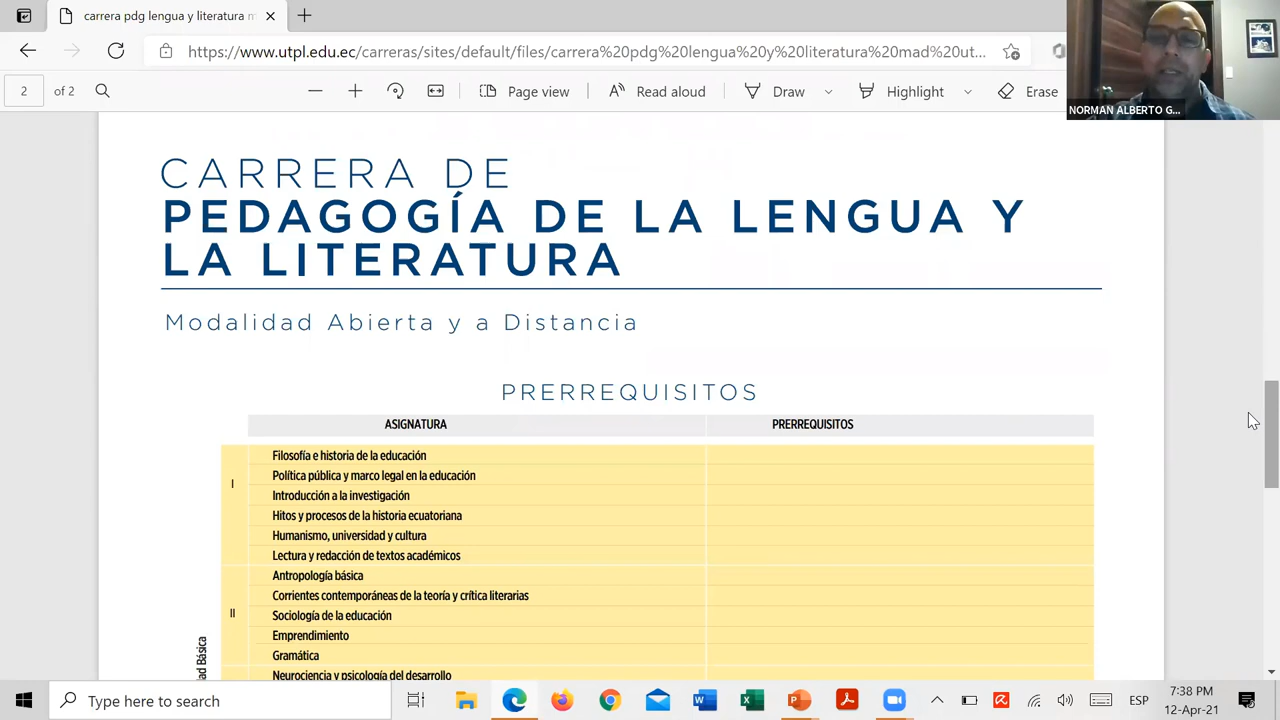 carrera pdg lengua y literatura m
https://www.utpl.edu.ec/carreras/sites/default/files/carrera%20pdg%20lengua%20y%20literatura%20mad%20ut...
2 of 2
Page view
Read aloud
Draw
Highlight
Erase
NORMAN ALBERTO G...
CARRERA DE
PEDAGOGÍA DE LA LENGUA Y
LA LITERATURA
Modalidad Abierta y a Distancia
PRERREQUISITOS
ASIGNATURA PRERREQUISITOS
I
Filosofía e historia de la educación
Política pública y marco legal en la educación
Introducción a la investigación
Hitos y procesos de la historia ecuatoriana
Humanismo, universidad y cultura
Lectura y redacción de textos académicos
II
Antropología básica
Corrientes contemporáneas de la teoría y crítica literarias
Sociología de la educación
Emprendimiento
Gramática
Neurociencia y psicología del desarrollo
Type here to search
ESP
7:38 PM
12-Apr-21